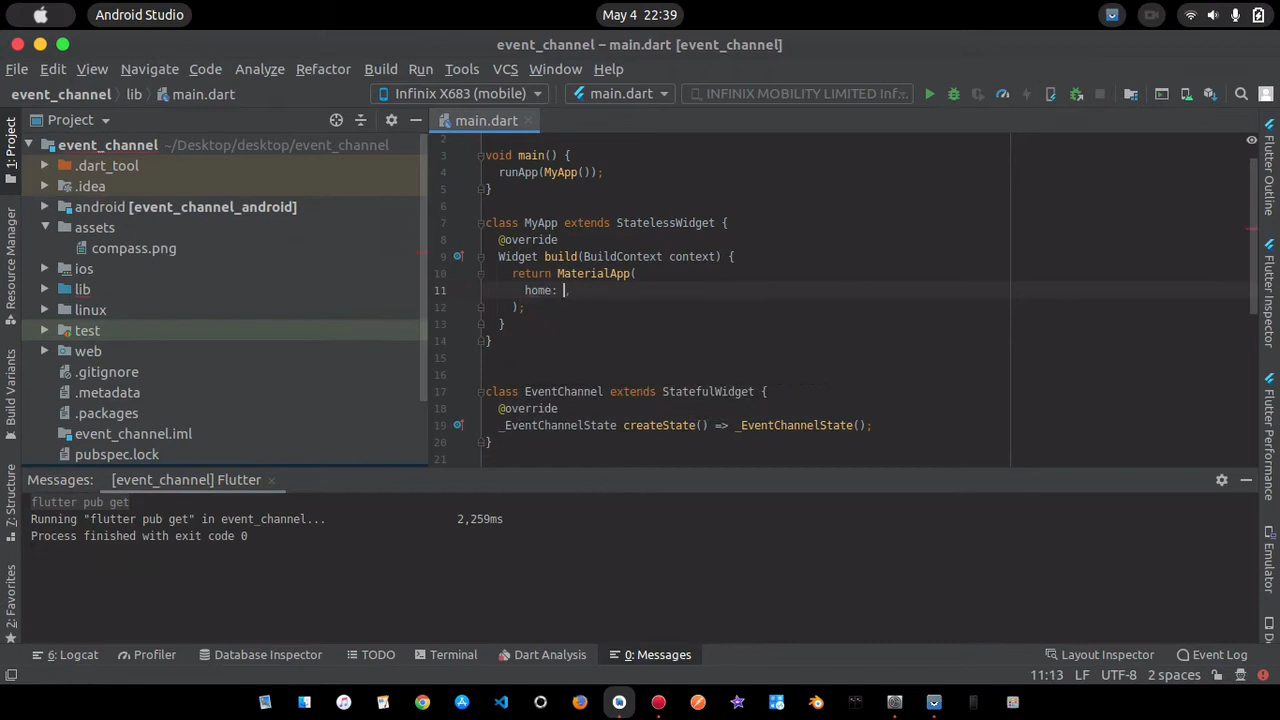 Android Studio
May 4 22:39
event_channel – main.dart [event_channel]
File Edit View Navigate Code Analyze Refactor Build Run Tools VCS Window Help
event_channel lib main.dart Infinix X683 (mobile) main.dart INFINIX MOBILITY LIMITED Inf...
1: Project
Resource Manager
Build Variants
7: Structure
2: Favorites
Project
event_channel ~/Desktop/desktop/event_channel
.dart_tool
.idea
android [event_channel_android]
assets
compass.png
ios
lib
linux
test
web
.gitignore
.metadata
.packages
event_channel.iml
pubspec.lock
main.dart
2
3 void main() {
4 runApp(MyApp());
5 }
6
7 class MyApp extends StatelessWidget {
8 @override
9 Widget build(BuildContext context) {
10 return MaterialApp(
11 home: ,
12 );
13 }
14 }
15
16
17 class EventChannel extends StatefulWidget {
18 @override
19 _EventChannelState createState() => _EventChannelState();
20 }
21
Flutter Outline
Flutter Inspector
Flutter Performance
Emulator
Messages: [event_channel] Flutter
flutter pub get
Running "flutter pub get" in event_channel... 2,259ms
Process finished with exit code 0
6: Logcat Profiler Database Inspector TODO Terminal Dart Analysis 0: Messages Layout Inspector Event Log
11:13 LF UTF-8 2 spaces